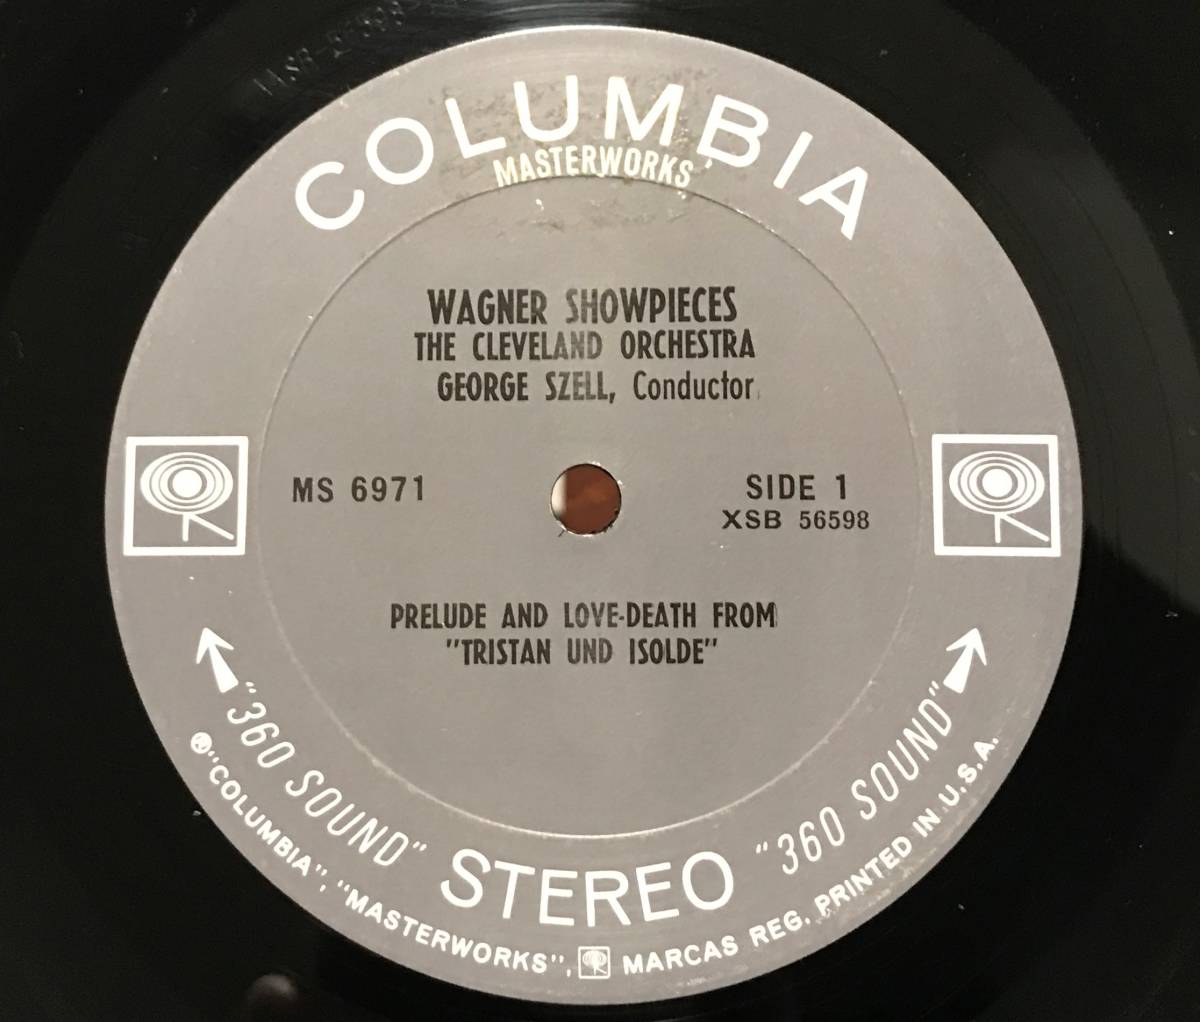 COLUMBIA
MASTERWORKS
WAGNER SHOWPIECES
THE CLEVELAND ORCHESTRA
GEORGE SZELL, Conductor
MS 6971
SIDE 1
XSB 56598
PRELUDE AND LOVE-DEATH FROM
"TRISTAN UND ISOLDE"
"360 SOUND" STEREO "360 SOUND"
®"COLUMBIA", "MASTERWORKS", MARCAS REG. PRINTED IN U.S.A.